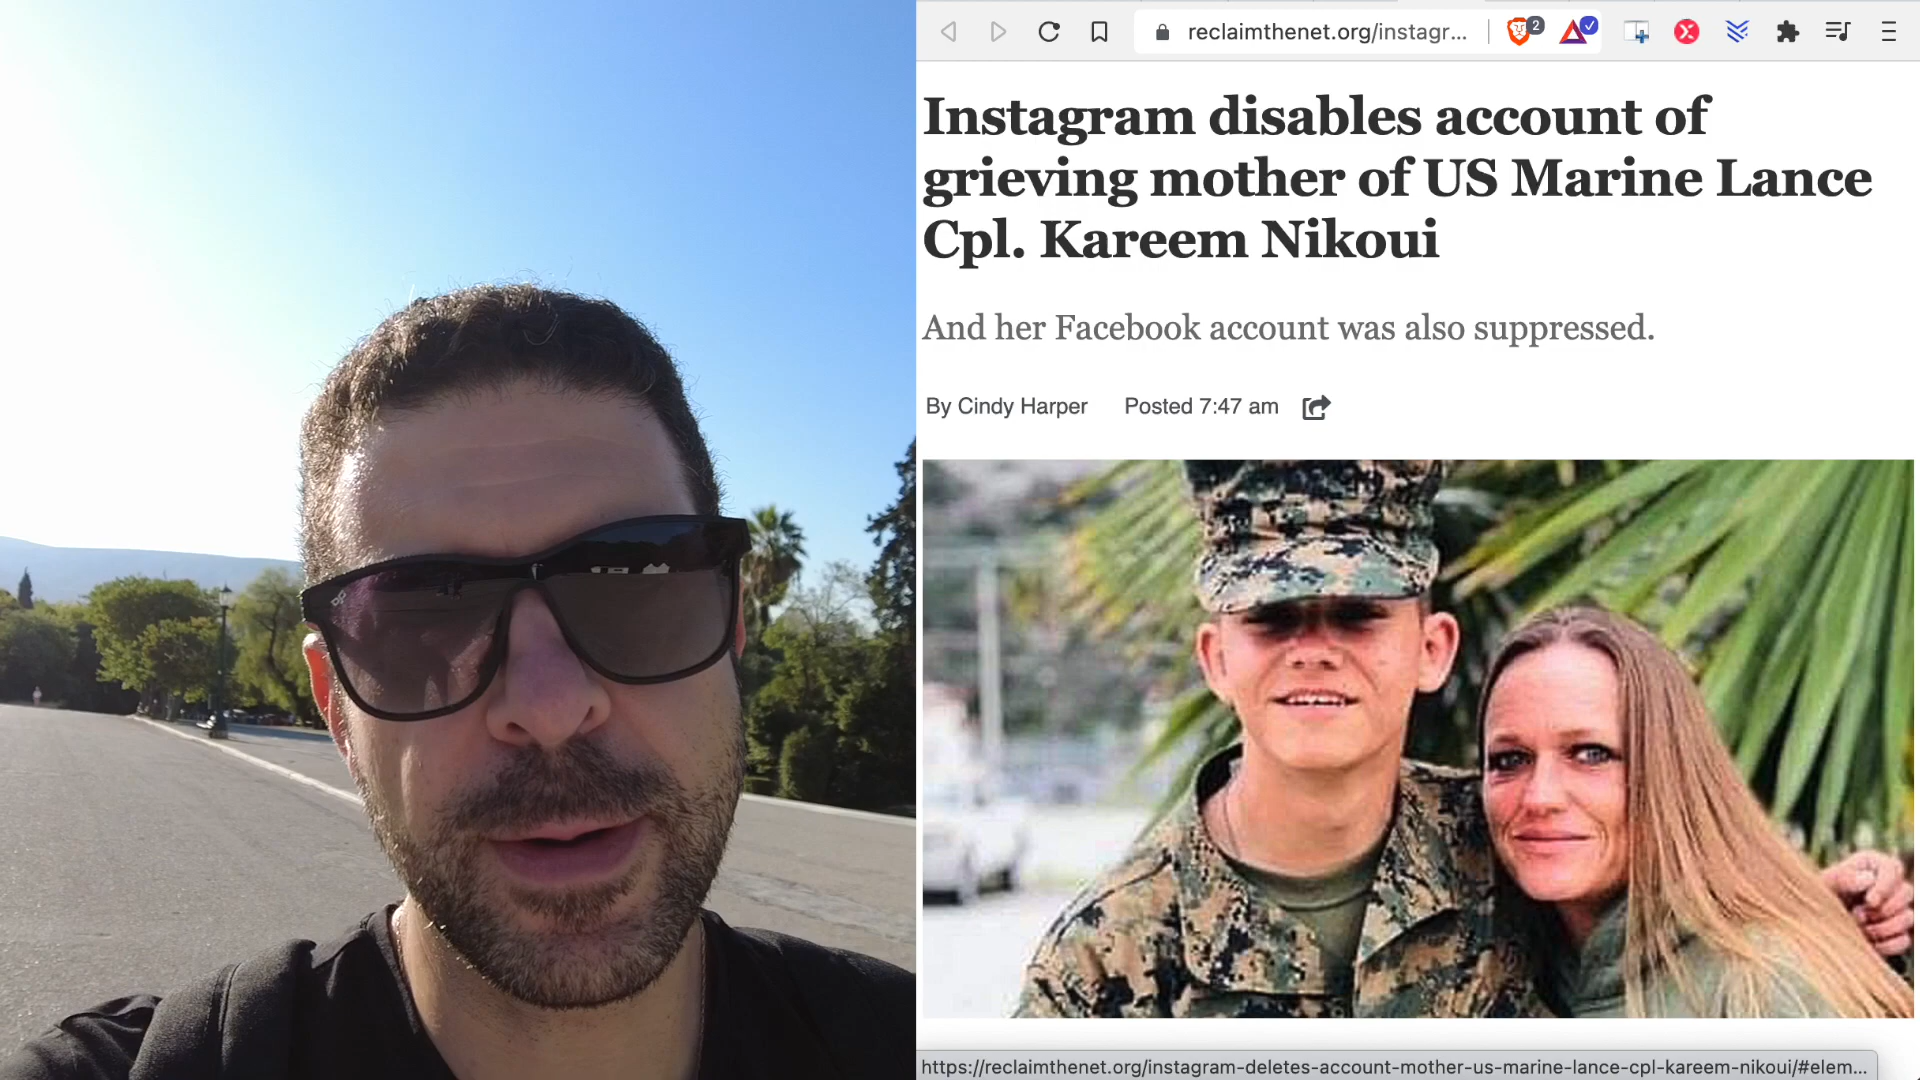 reclaimthenet.org/instagr...
2
Instagram disables account of
grieving mother of US Marine Lance
Cpl. Kareem Nikoui
And her Facebook account was also suppressed.
By Cindy Harper Posted 7:47 am
https://reclaimthenet.org/instagram-deletes-account-mother-us-marine-lance-cpl-kareem-nikoui/#elem...